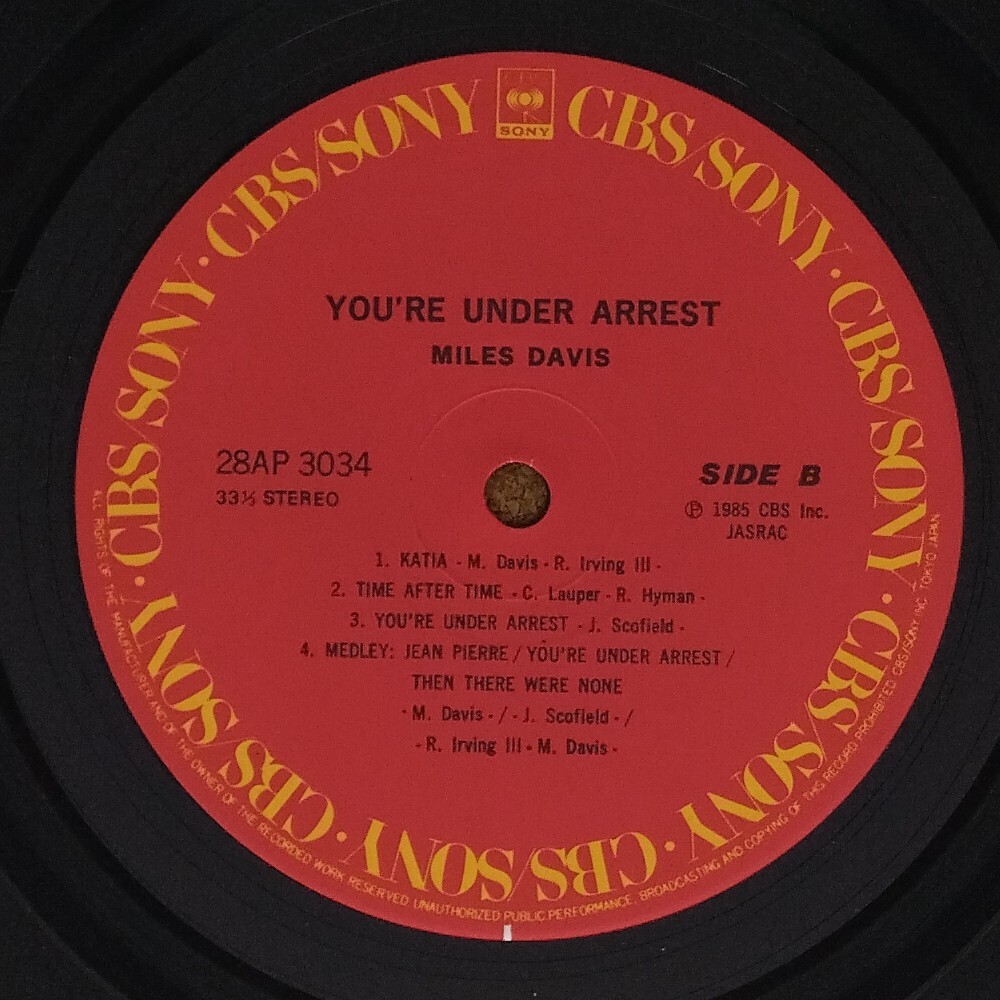 CBS
SONY
CBS/SONY · CBS/SONY · CBS/SONY · CBS/SONY · CBS/SONY · CBS/SONY · CBS/SONY · CBS/SONY
YOU'RE UNDER ARREST
MILES DAVIS
28AP 3034
33⅓ STEREO
SIDE B
℗ 1985 CBS Inc.
JASRAC
1. KATIA - M. Davis - R. Irving III -
2. TIME AFTER TIME - C. Lauper - R. Hyman -
3. YOU'RE UNDER ARREST - J. Scofield -
4. MEDLEY: JEAN PIERRE / YOU'RE UNDER ARREST /
THEN THERE WERE NONE
- M. Davis - / - J. Scofield - /
- R. Irving III - M. Davis -
ALL RIGHTS OF THE MANUFACTURER AND OF THE OWNER OF THE RECORDED WORK RESERVED UNAUTHORIZED PUBLIC PERFORMANCE, BROADCASTING AND COPYING OF THIS RECORD PROHIBITED CBS/SONY INC. TOKYO JAPAN